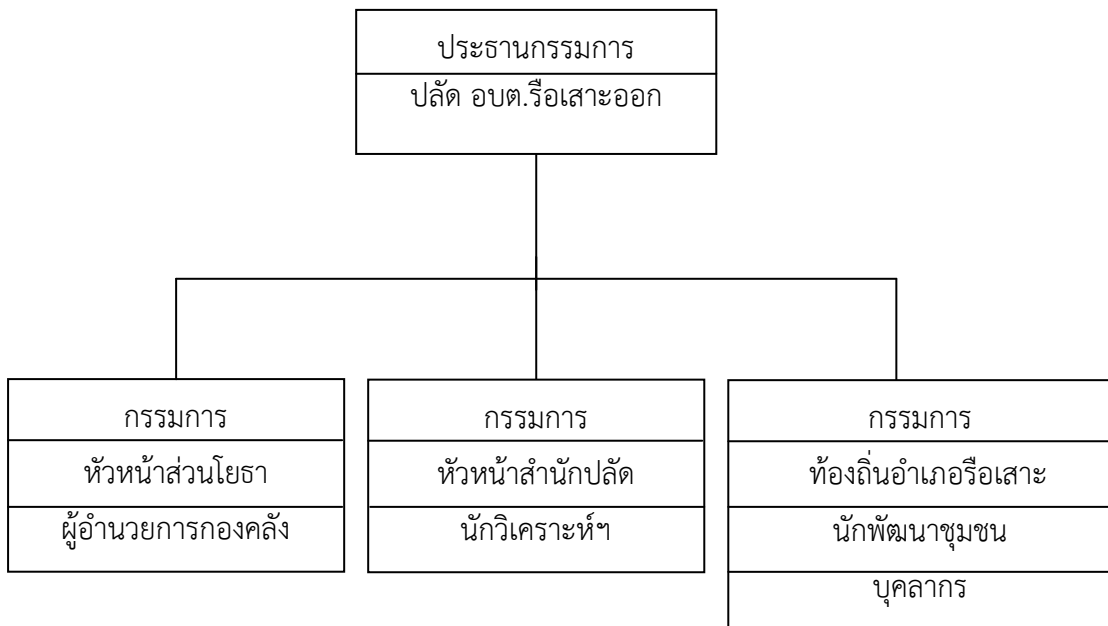 ประธานกรรมการ
ปลัด อบต.รือเสาะออก
กรรมการ
หัวหน้าส่วนโยธา
ผู้อำนวยการกองคลัง
กรรมการ
หัวหน้าสำนักปลัด
นักวิเคราะห์ฯ
กรรมการ
ท้องถิ่นอำเภอรือเสาะ
นักพัฒนาชุมชน
บุคลากร